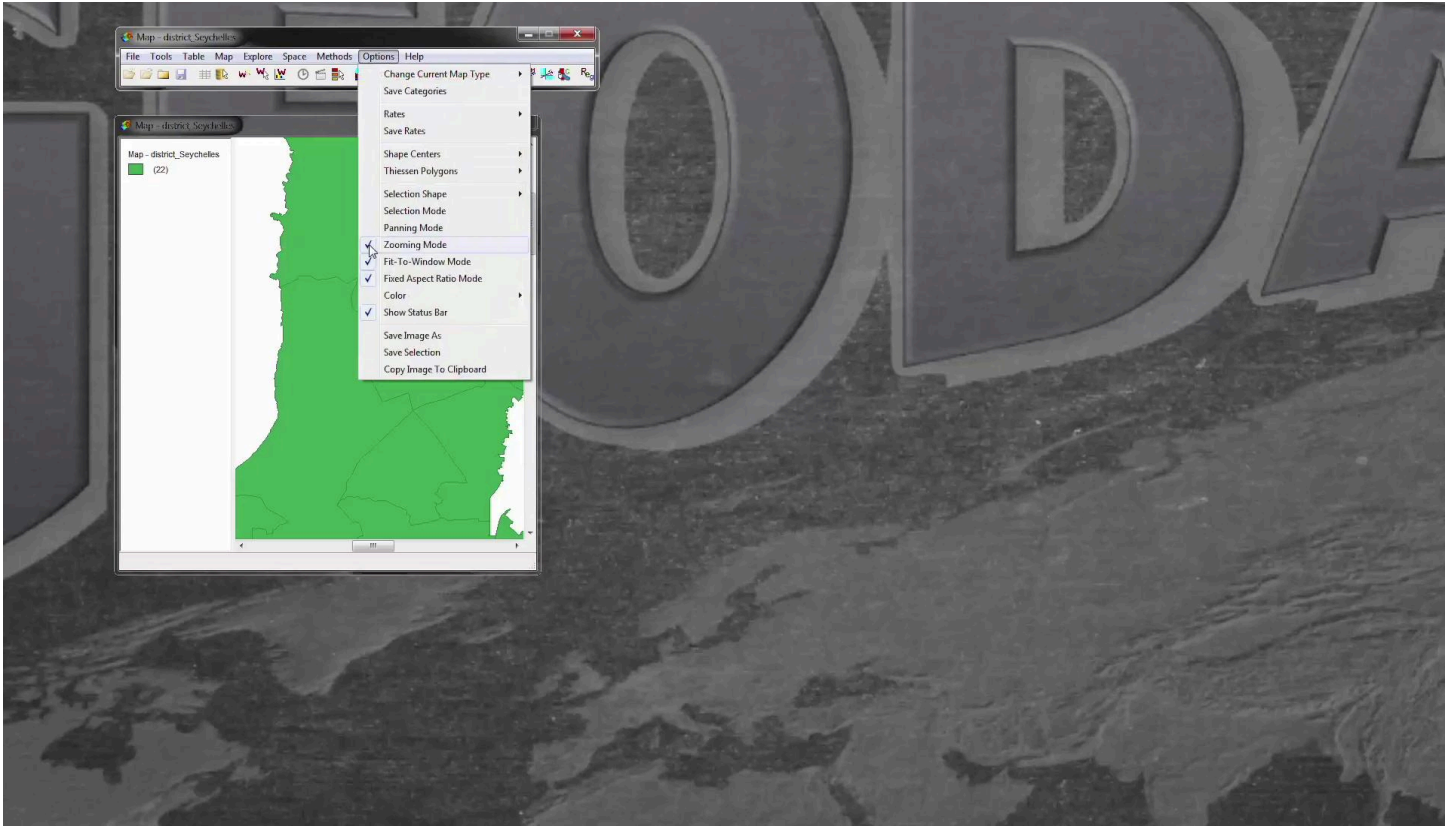 Map - district_Seychelles
File Tools Table Map Explore Space Methods Options Help
Change Current Map Type
Save Categories
Rates
Save Rates
Shape Centers
Thiessen Polygons
Selection Shape
Selection Mode
Panning Mode
Zooming Mode
Fit-To-Window Mode
Fixed Aspect Ratio Mode
Color
Show Status Bar
Save Image As
Save Selection
Copy Image To Clipboard
Map - district_Seychelles
Map - district_Seychelles
(22)
EODA